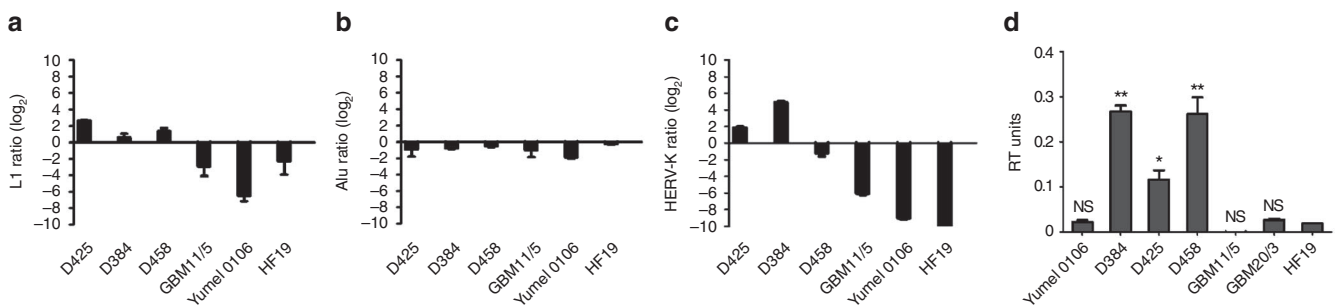 a
L1 ratio (log2)
10
8
6
4
2
0
−2
−4
−6
−8
−10
D425
D384
D458
GBM11/5
Yumel 0106
HF19
b
Alu ratio (log2)
10
8
6
4
2
0
−2
−4
−6
−8
−10
D425
D384
D458
GBM11/5
Yumel 0106
HF19
c
HERV-K ratio (log2)
10
8
6
4
2
0
−2
−4
−6
−8
−10
D425
D384
D458
GBM11/5
Yumel 0106
HF19
d
RT units
0.4
0.3
0.2
0.1
0
NS
**
*
**
NS
NS
Yumel 0106
D384
D425
D458
GBM11/5
GBM20/3
HF19